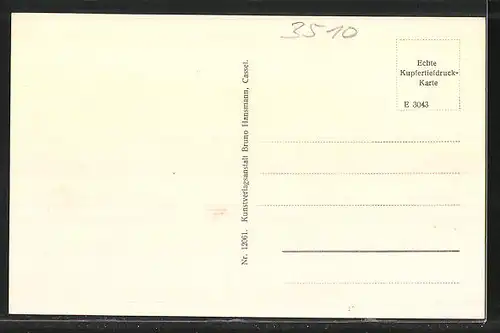 3510
Echte
Kupfertiefdruck-
Karte
E 3043
Nr. 12061. Kunstverlagsanstalt Bruno Hansmann, Cassel.